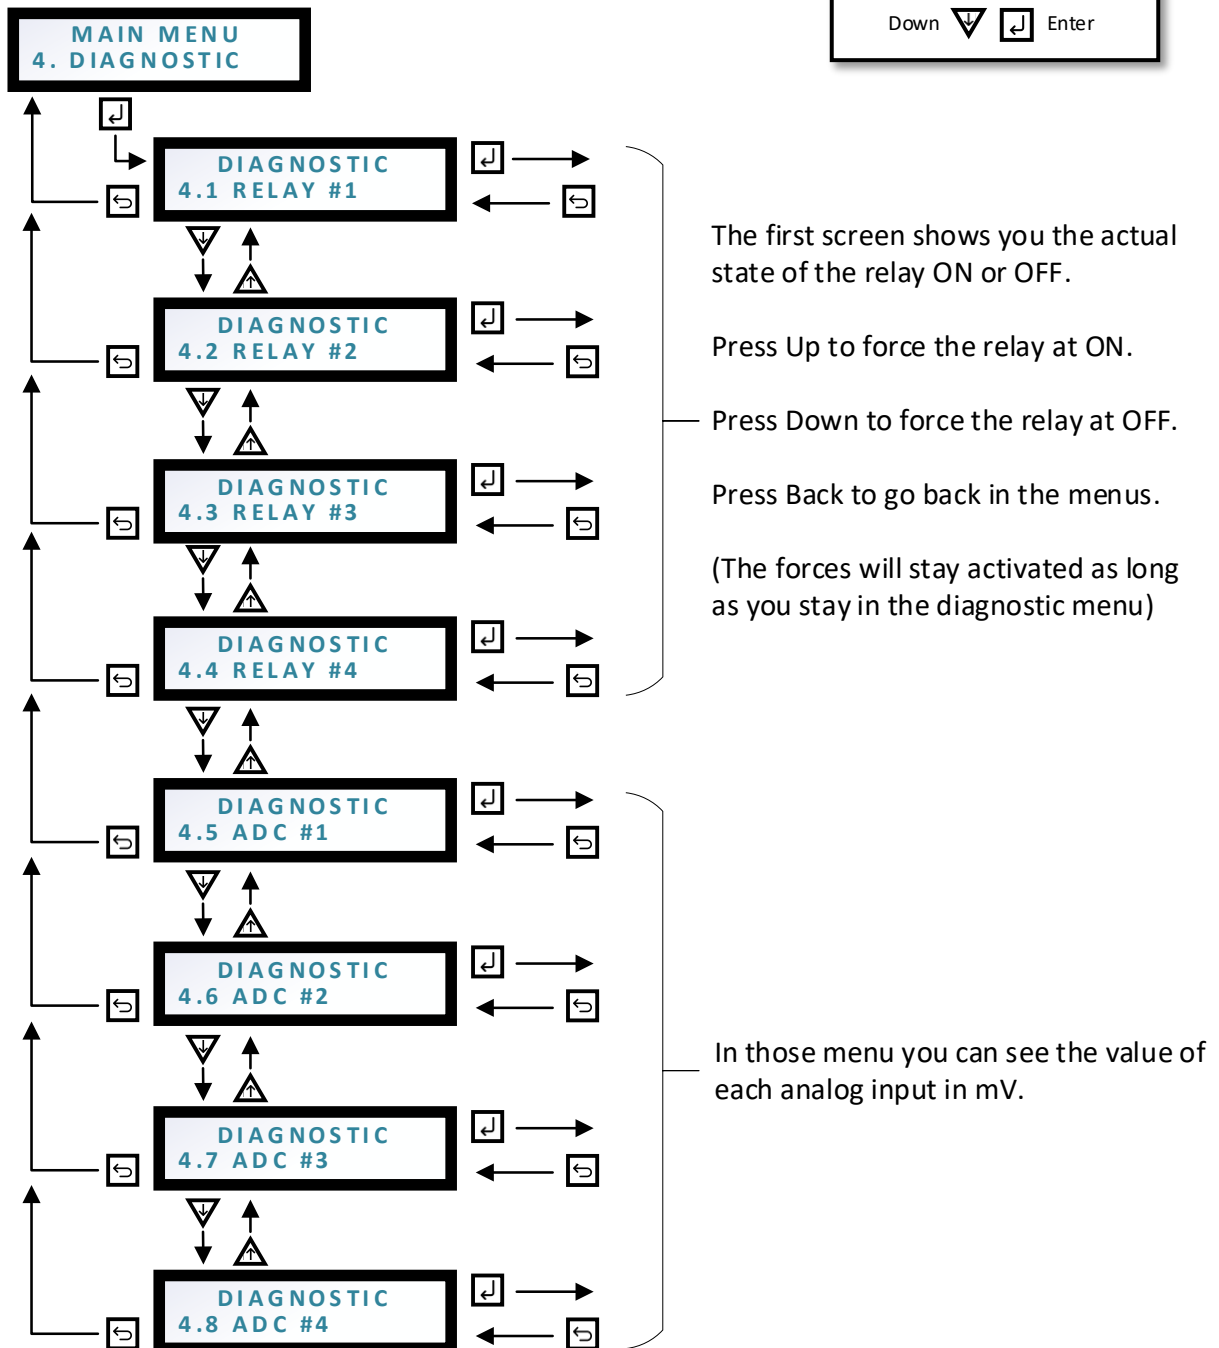 Down Enter
MAIN MENU
4. DIAGNOSTIC
DIAGNOSTIC
4.1 RELAY #1
DIAGNOSTIC
4.2 RELAY #2
DIAGNOSTIC
4.3 RELAY #3
DIAGNOSTIC
4.4 RELAY #4
The first screen shows you the actual
state of the relay ON or OFF.
Press Up to force the relay at ON.
Press Down to force the relay at OFF.
Press Back to go back in the menus.
(The forces will stay activated as long
as you stay in the diagnostic menu)
DIAGNOSTIC
4.5 ADC #1
DIAGNOSTIC
4.6 ADC #2
DIAGNOSTIC
4.7 ADC #3
DIAGNOSTIC
4.8 ADC #4
In those menu you can see the value of
each analog input in mV.